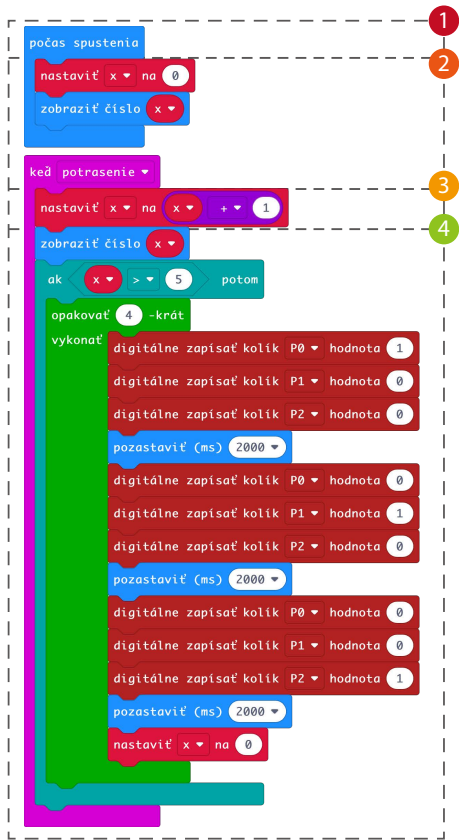 1
počas spustenia
2
nastaviť x na 0
zobraziť číslo x
keď potrasenie
3
nastaviť x na x + 1
4
zobraziť číslo x
ak x > 5 potom
opakovať 4 -krát
vykonať
digitálne zapísať kolík P0 hodnota 1
digitálne zapísať kolík P1 hodnota 0
digitálne zapísať kolík P2 hodnota 0
pozastaviť (ms) 2000
digitálne zapísať kolík P0 hodnota 0
digitálne zapísať kolík P1 hodnota 1
digitálne zapísať kolík P2 hodnota 0
pozastaviť (ms) 2000
digitálne zapísať kolík P0 hodnota 0
digitálne zapísať kolík P1 hodnota 0
digitálne zapísať kolík P2 hodnota 1
pozastaviť (ms) 2000
nastaviť x na 0